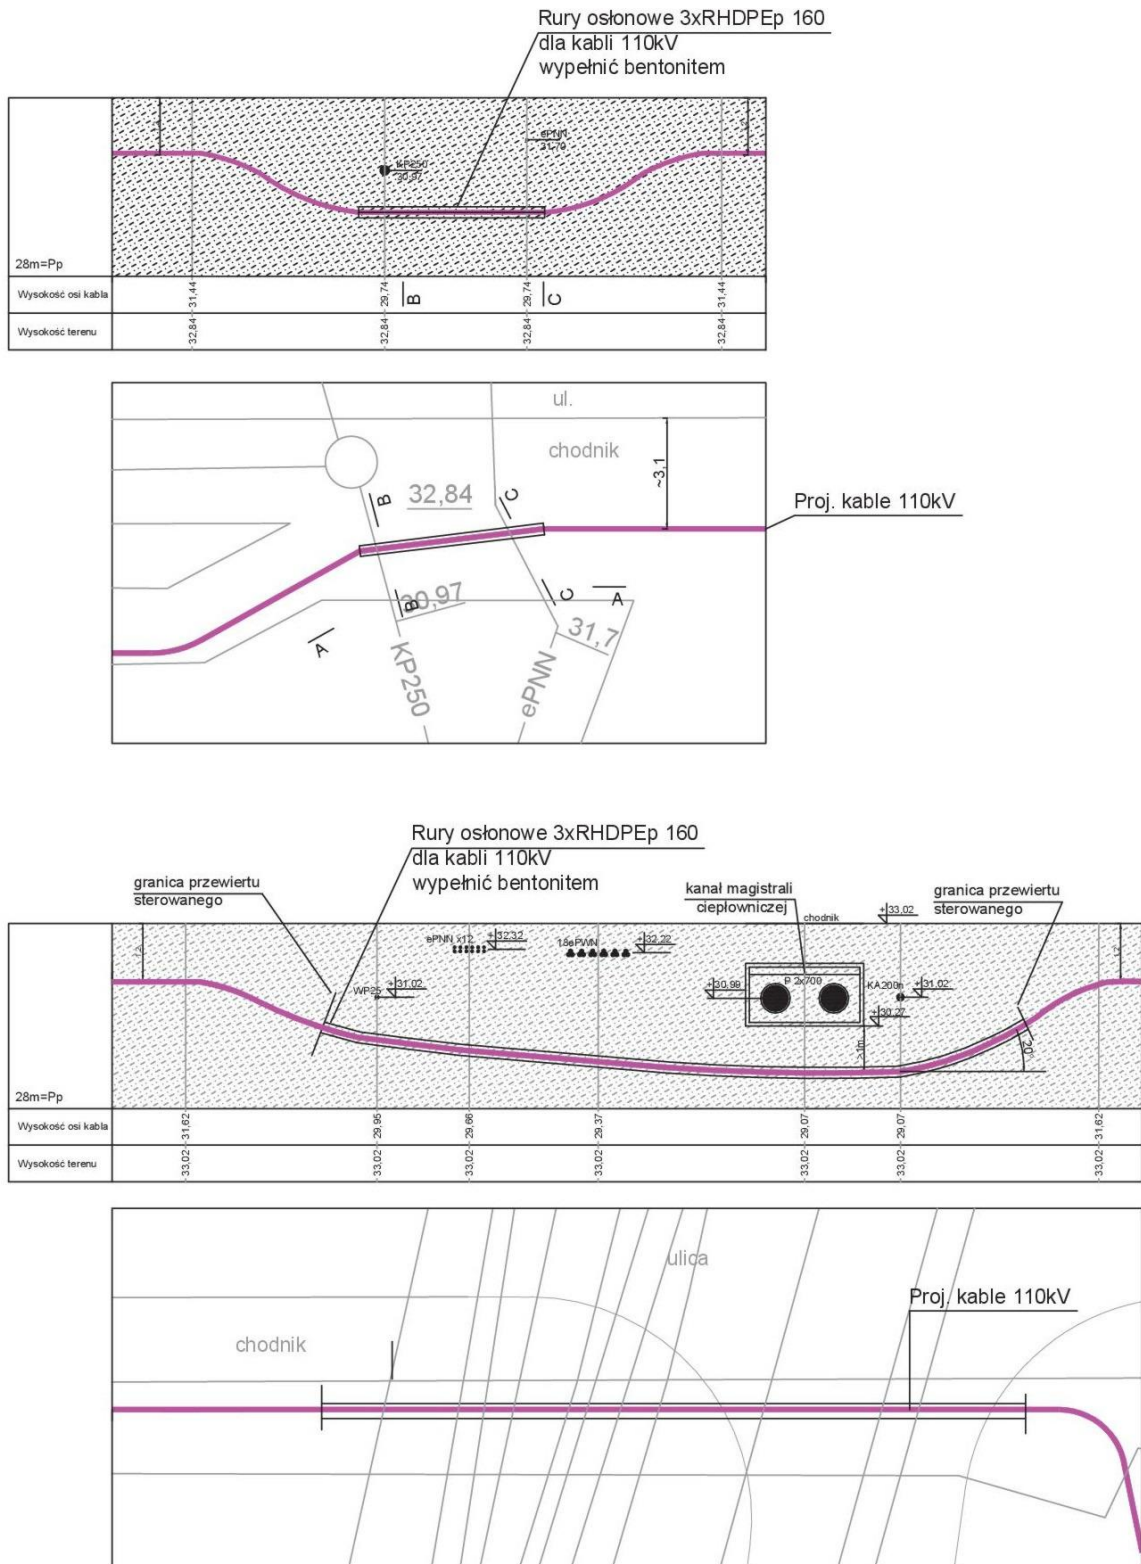 Rury osłonowe 3xRHDPEp 160
dla kabli 110kV
wypełnić bentonitem
ePNN
31,70
KP250
30,97
28m=Pp
Wysokość osi kabla
31,44
29,74
B
29,74
C
31,44
Wysokość terenu
32,84
32,84
32,84
32,84
ul.
chodnik
~3,1
B
32,84
C
Proj. kable 110kV
30,97
B
C
A
A
31,7
KP250
ePNN
Rury osłonowe 3xRHDPEp 160
dla kabli 110kV
wypełnić bentonitem
granica przewiertu
sterowanego
kanał magistrali
ciepłowniczej
granica przewiertu
sterowanego
chodnik
+33,02
1,2
ePNN x12
+32,32
18ePWN
+32,22
WP25
+31,02
+30,99
P 2x700
KA200n
+31,02
+30,27
>1m
20°
28m=Pp
Wysokość osi kabla
31,62
29,95
29,66
29,37
29,07
29,07
31,62
Wysokość terenu
33,02
33,02
33,02
33,02
33,02
33,02
33,02
ulica
Proj. kable 110kV
chodnik